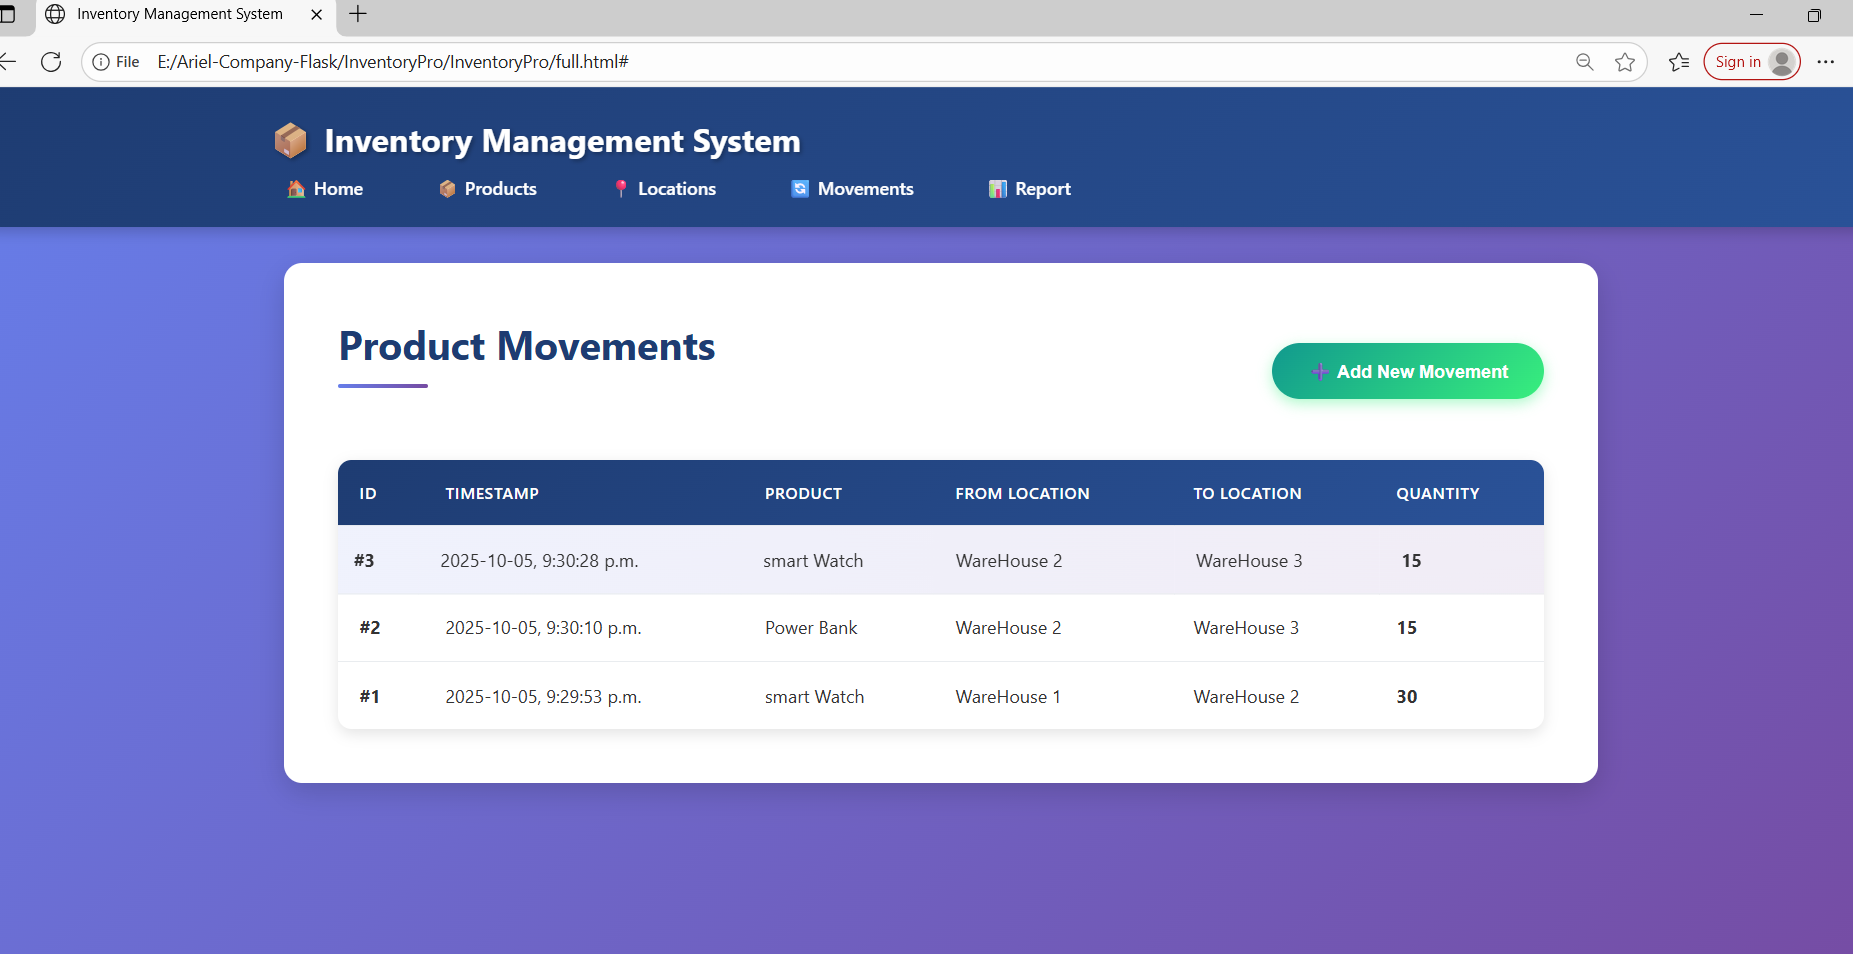 Inventory Management System
File E:/Ariel-Company-Flask/InventoryPro/InventoryPro/full.html#
Sign in
Inventory Management System
Home Products Locations Movements Report
Product Movements
Add New Movement
ID TIMESTAMP PRODUCT FROM LOCATION TO LOCATION QUANTITY
#3 2025-10-05, 9:30:28 p.m. smart Watch WareHouse 2 WareHouse 3 15
#2 2025-10-05, 9:30:10 p.m. Power Bank WareHouse 2 WareHouse 3 15
#1 2025-10-05, 9:29:53 p.m. smart Watch WareHouse 1 WareHouse 2 30